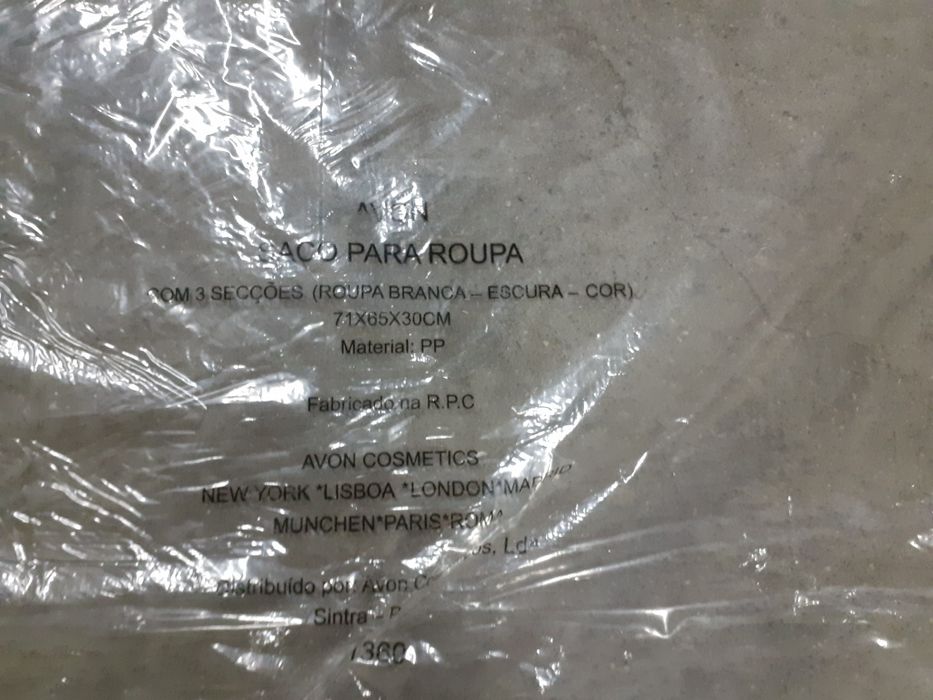 AVON
SACO PARA ROUPA
COM 3 SECÇÕES (ROUPA BRANCA – ESCURA – COR)
71X65X30CM
Material: PP
Fabricado na R.P.C
AVON COSMETICS
NEW YORK *LISBOA *LONDON*
MUNCHEN*PARIS*ROMA
Lda
Distribuído por: Avon
Sintra –